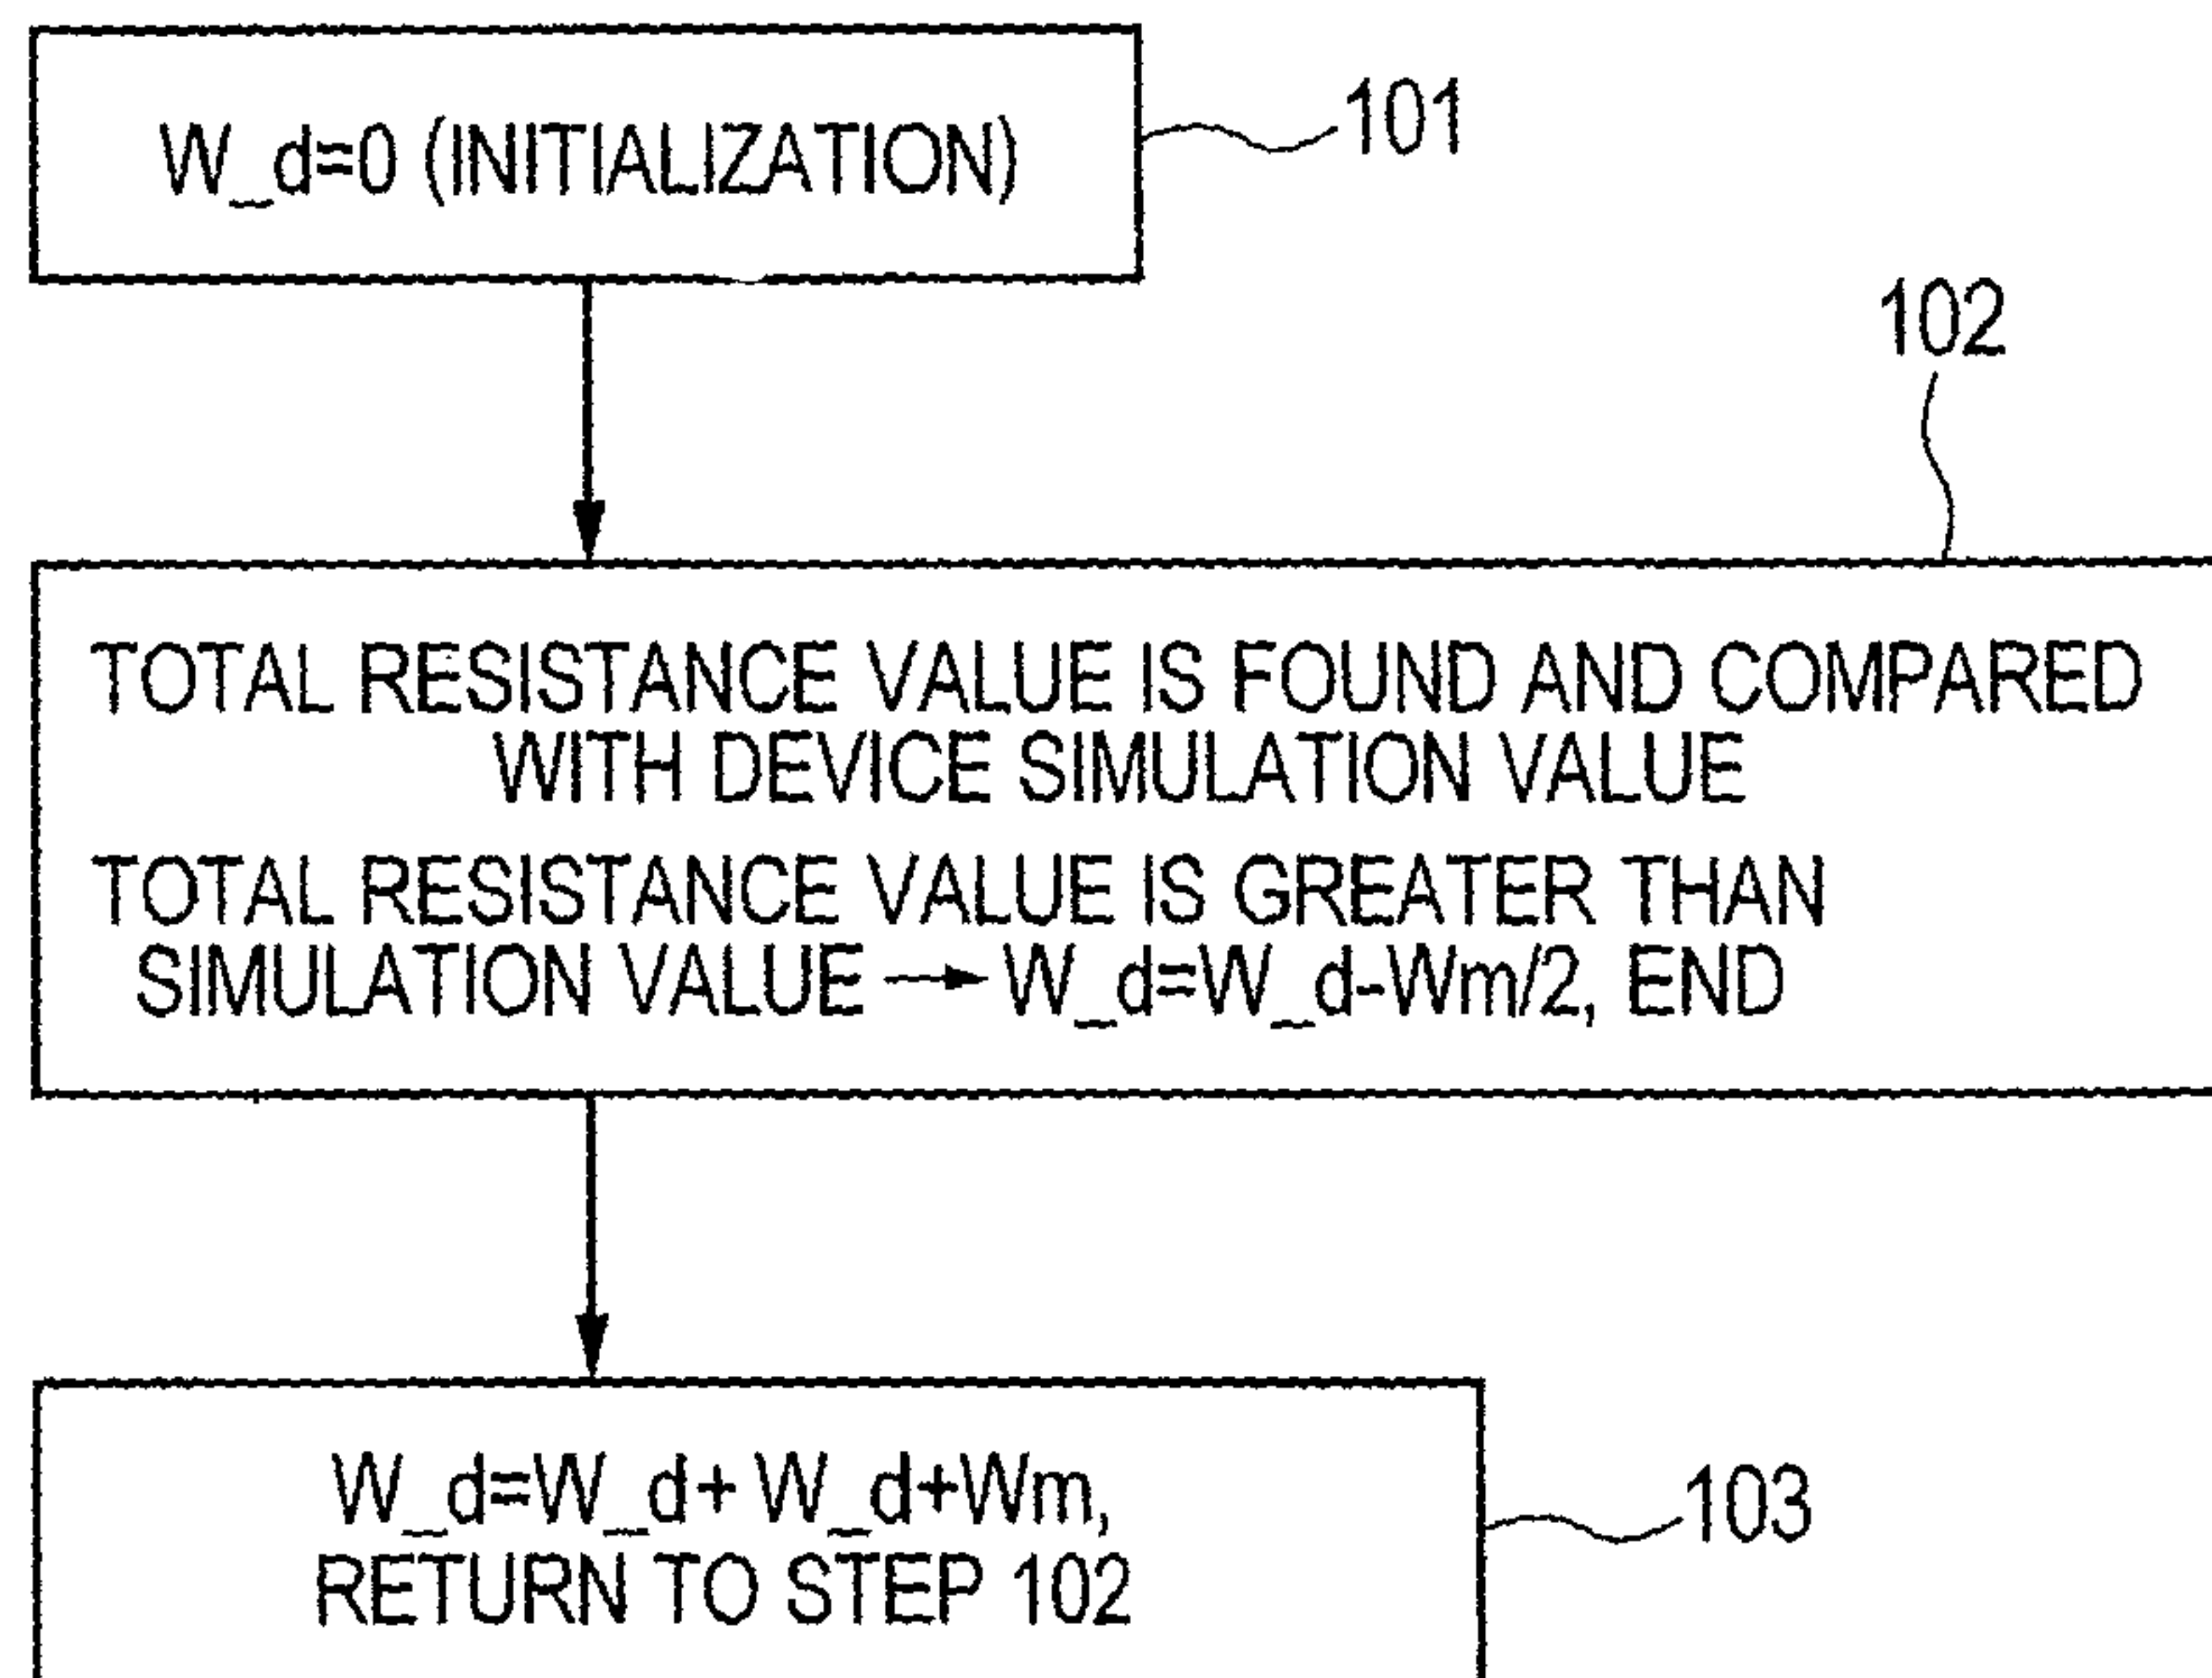 W_d=0 (INITIALIZATION)
101
102
TOTAL RESISTANCE VALUE IS FOUND AND COMPARED
WITH DEVICE SIMULATION VALUE
TOTAL RESISTANCE VALUE IS GREATER THAN
SIMULATION VALUE → W_d=W_d-Wm/2, END
W_d=W_d+ W_d+Wm,
RETURN TO STEP 102
103